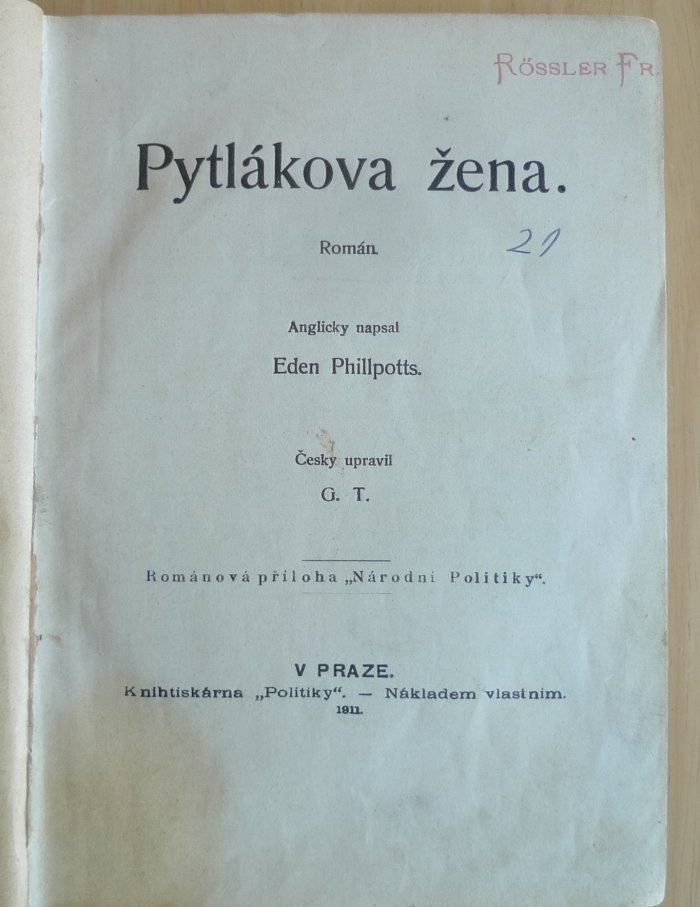 RÖSSLER FR.
Pytlákova žena.
Román.
21
Anglicky napsal
Eden Phillpotts.
Česky upravil
G. T.
Románová příloha „Národní Politiky“.
V PRAZE.
Knihtiskárna „Politiky“. — Nákladem vlastním.
1911.